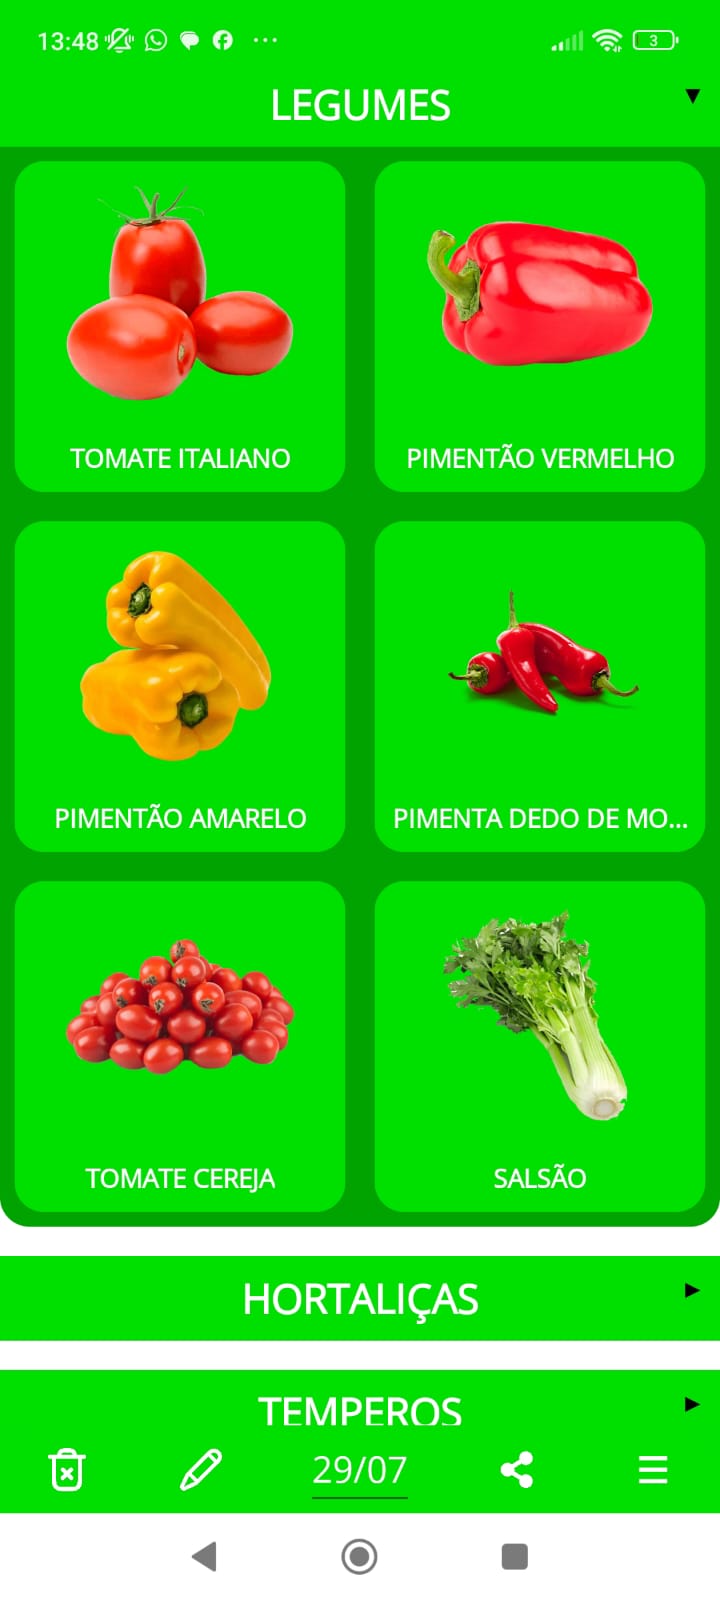 13:48
3
LEGUMES
TOMATE ITALIANO
PIMENTÃO VERMELHO
PIMENTÃO AMARELO
PIMENTA DEDO DE MO...
TOMATE CEREJA
SALSÃO
HORTALIÇAS
TEMPEROS
29/07